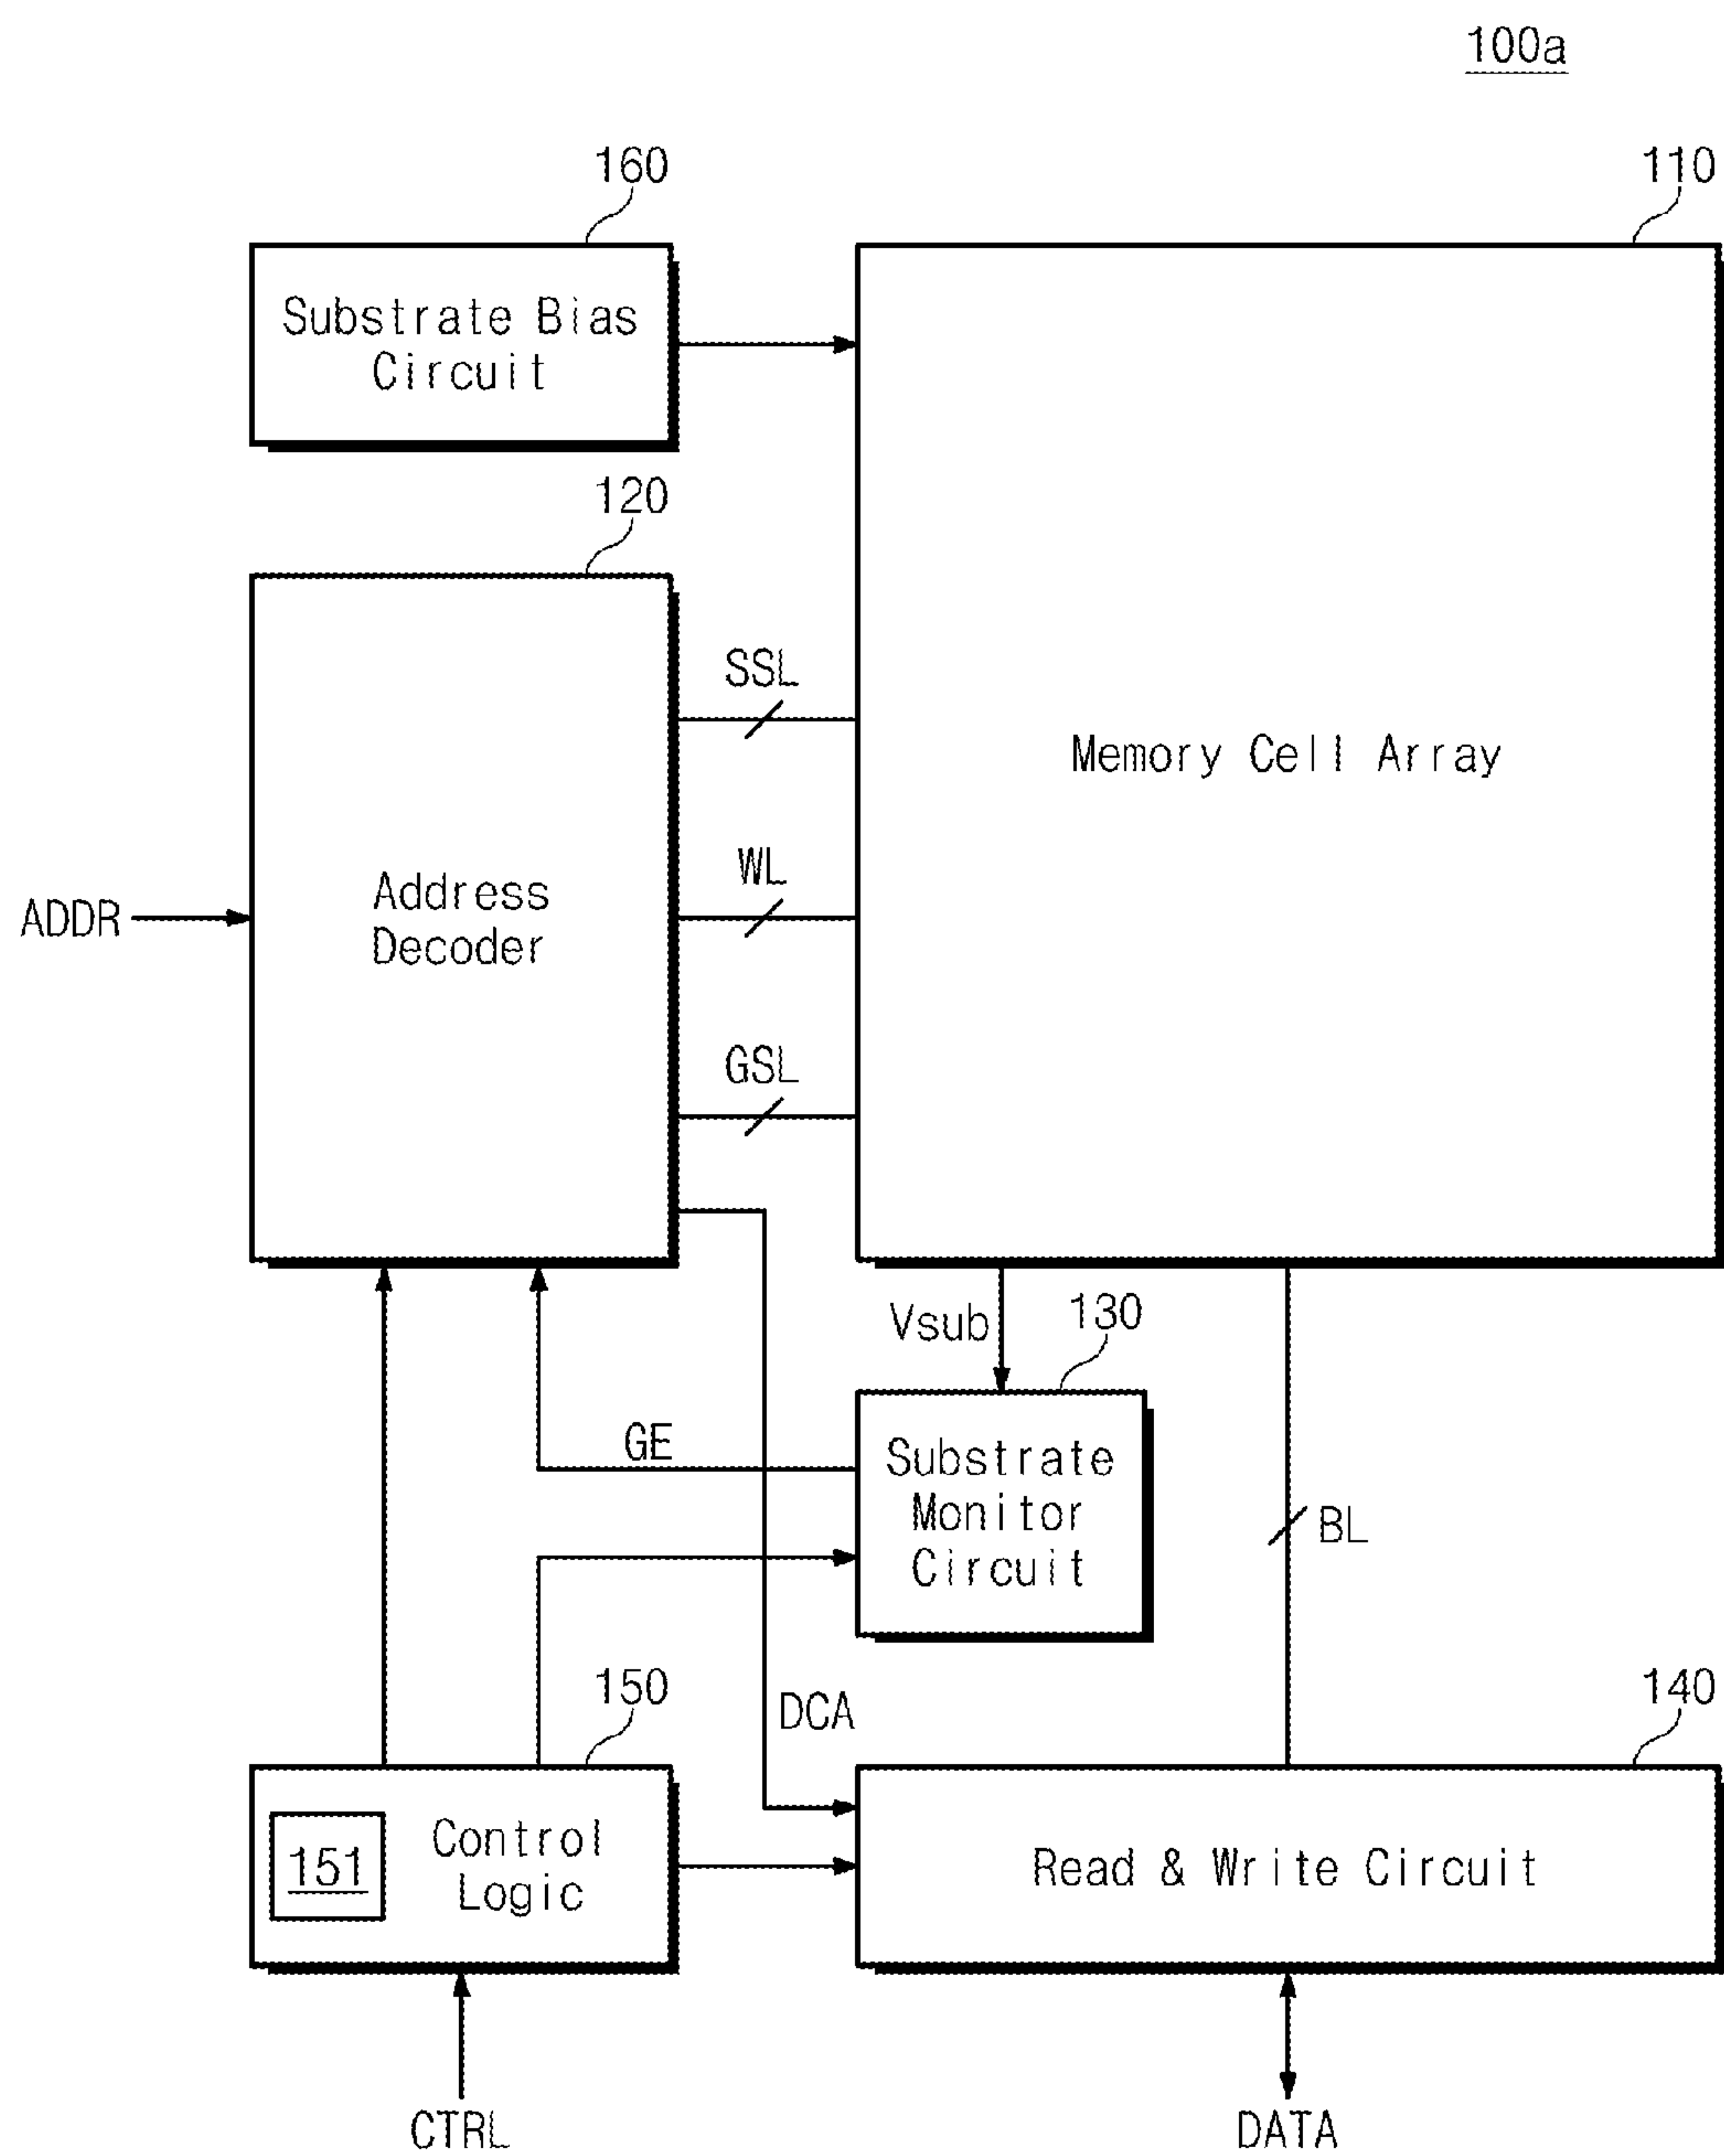 100a
160
110
Substrate Bias
Circuit
120
SSL
Memory Cell Array
WL
ADDR
Address
Decoder
GSL
Vsub
130
GE
Substrate
Monitor
Circuit
BL
150
DCA
140
151
Control
Logic
Read & Write Circuit
CTRL
DATA